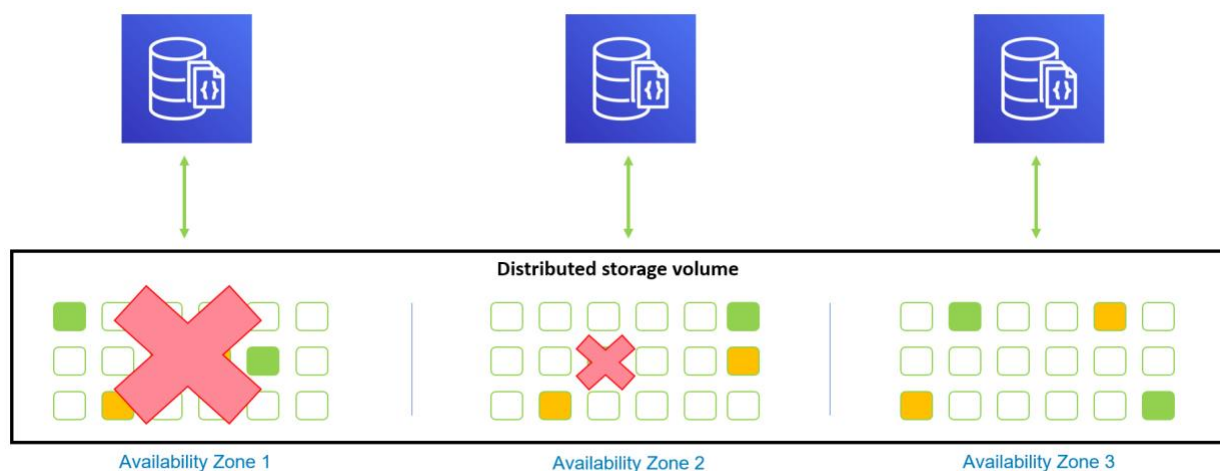 { }
{ }
{ }
Distributed storage volume
Availability Zone 1
Availability Zone 2
Availability Zone 3